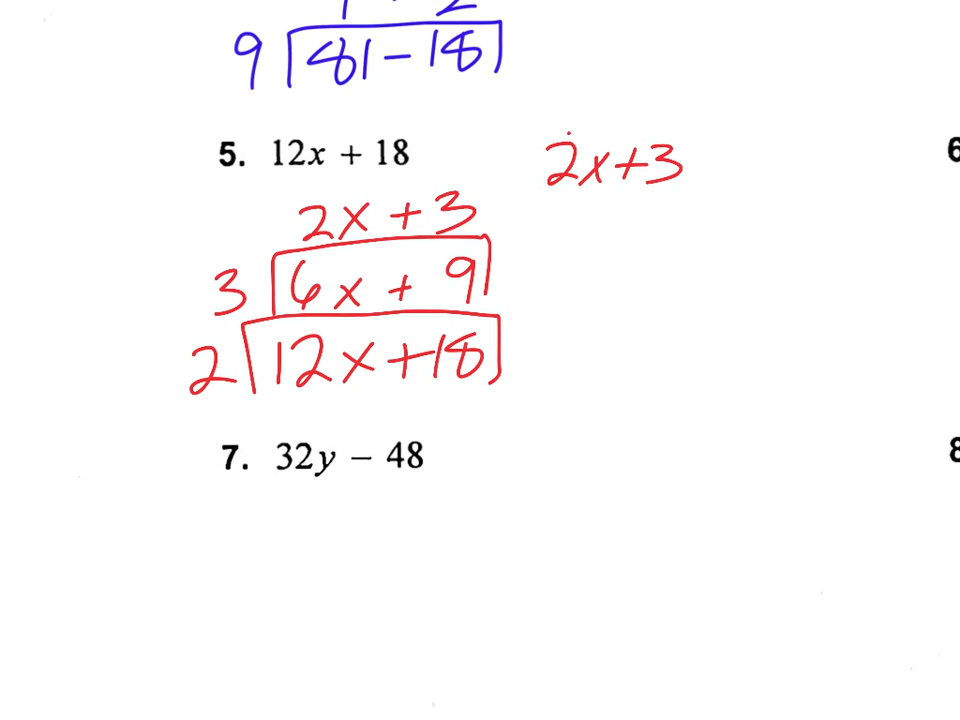 9 81 - 18
5. 12x + 18 2x+3
2x + 3
3 6x + 9
2 12x+18
7. 32y − 48